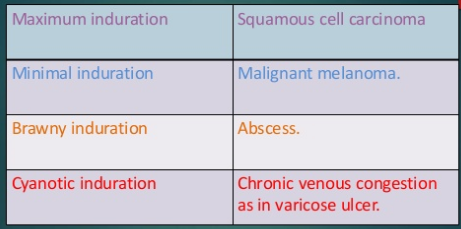 Maximum induration Squamous cell carcinoma
Minimal induration Malignant melanoma.
Brawny induration Abscess.
Cyanotic induration Chronic venous congestion
as in varicose ulcer.